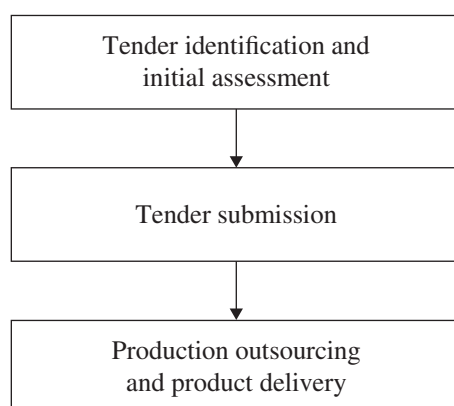 Tender identification and
initial assessment
Tender submission
Production outsourcing
and product delivery